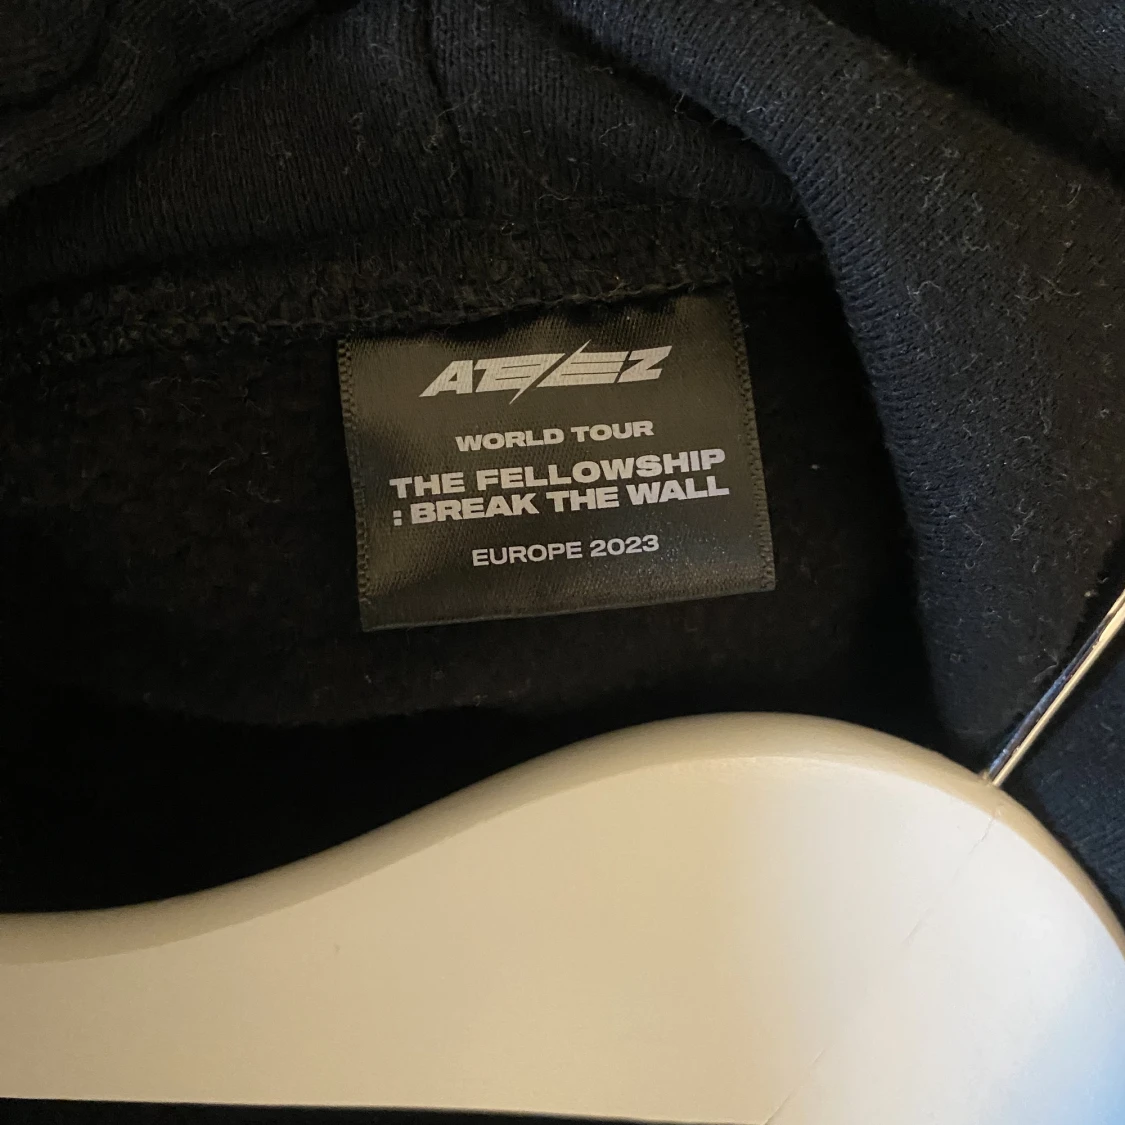 ATEEZ
WORLD TOUR
THE FELLOWSHIP
: BREAK THE WALL
EUROPE 2023